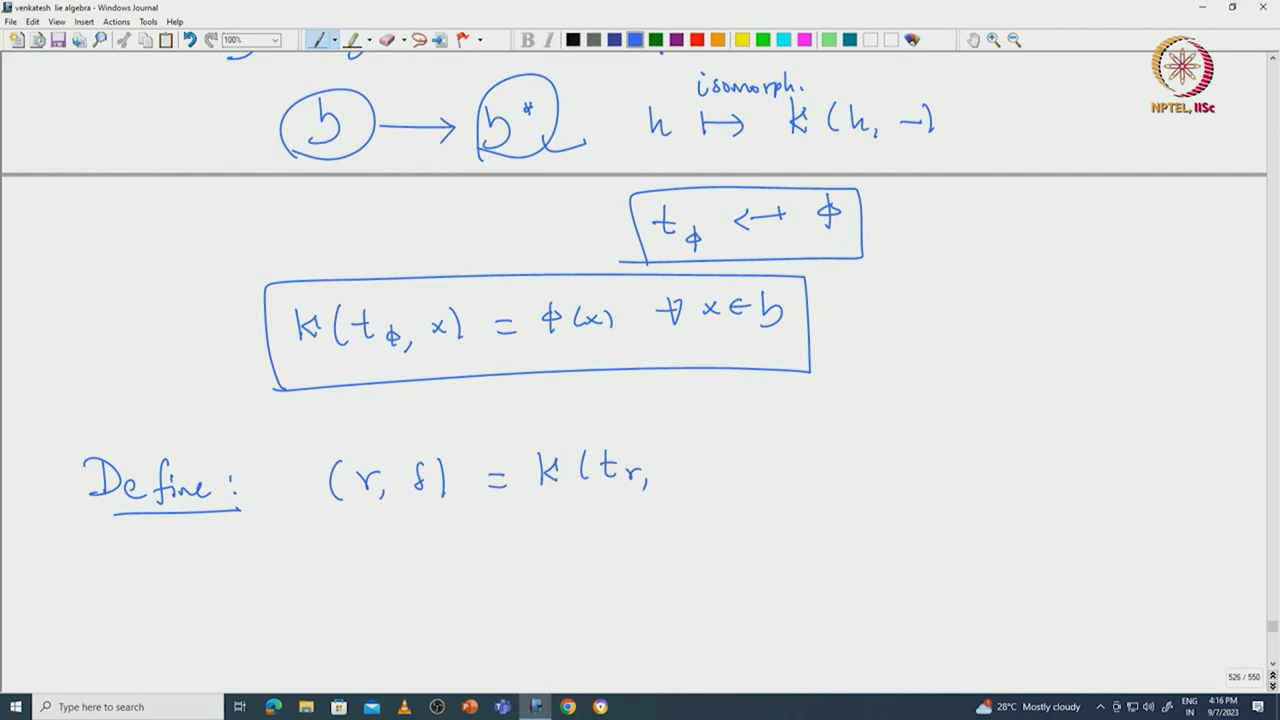 venkatesh lie algebra - Windows Journal
File Edit View Insert Actions Tools Help
100%
B I
NPTEL, IISc
isomorph.
𝔥 → 𝔥* h ↦ κ(h, -)
t_ϕ ↔ ϕ
κ(t_ϕ, x) = ϕ(x) ∀ x ∈ 𝔥
Define: (γ, δ) = κ(t_γ,
526 / 550
Type here to search
28°C Mostly cloudy
ENG
IN
4:16 PM
9/7/2023